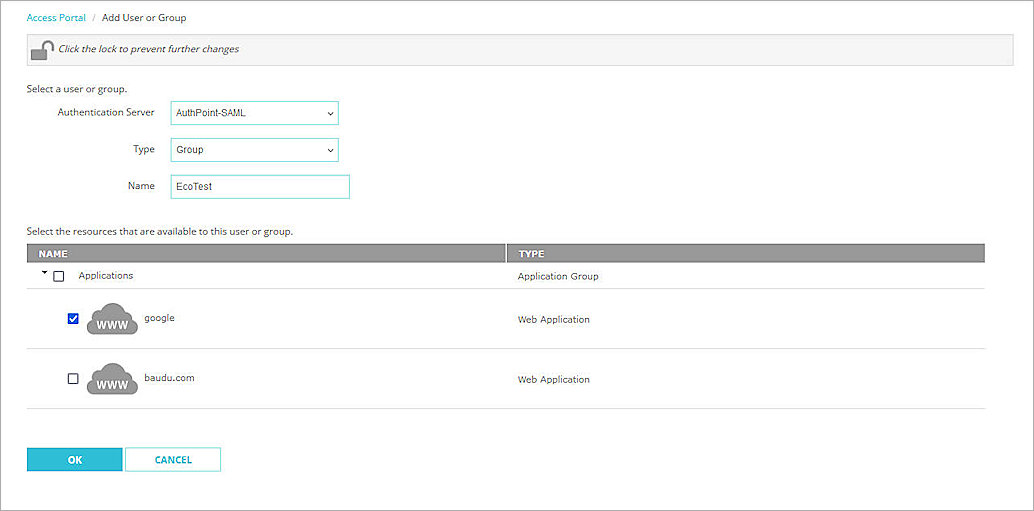 Access Portal / Add User or Group
Click the lock to prevent further changes
Select a user or group.
Authentication Server AuthPoint-SAML
Type Group
Name EcoTest
Select the resources that are available to this user or group.
NAME TYPE
Applications Application Group
WWW google Web Application
WWW baudu.com Web Application
OK CANCEL